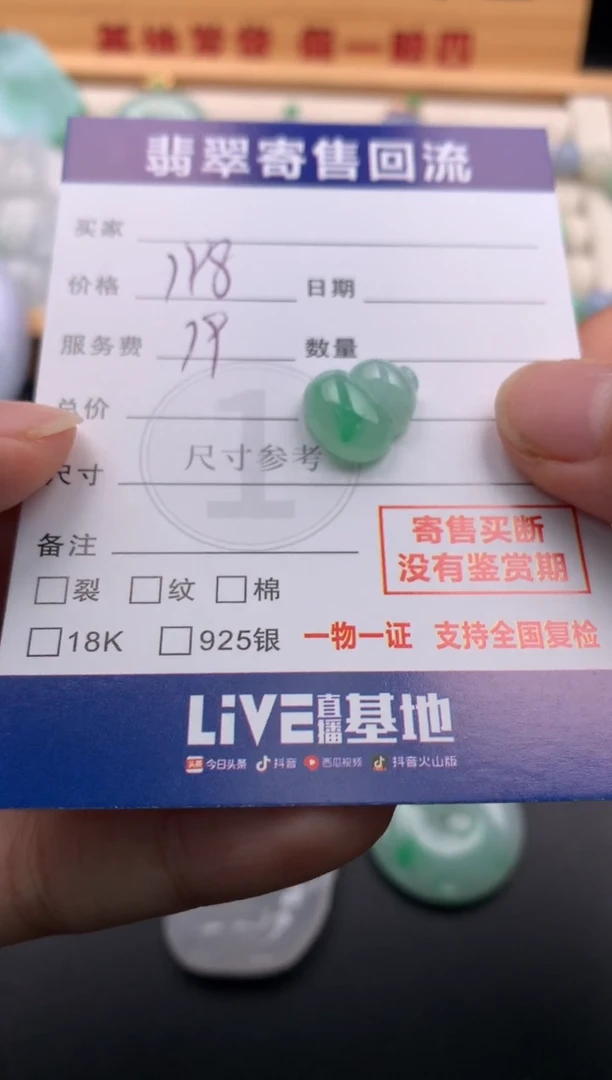 翡翠寄售回流
买家
价格 128 日期
服务费 19 数量
总价
尺寸参考
尺寸
备注
寄售买断
没有鉴赏期
裂 纹 棉
18K 925银 一物一证 支持全国复检
LiVE直播基地
头条 今日头条 抖音 西瓜视频 抖音火山版